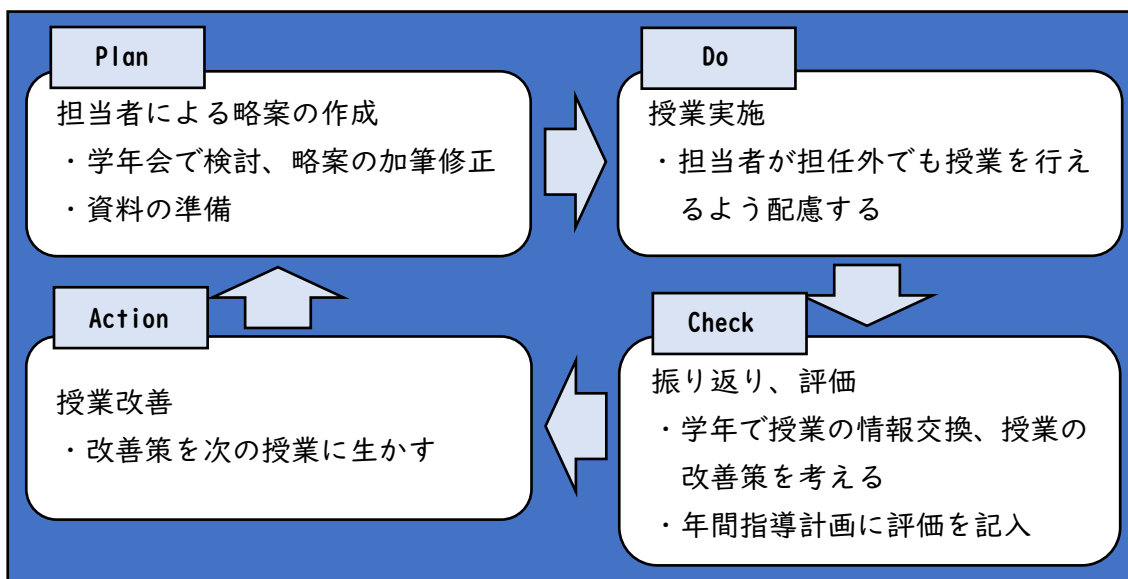 Plan
担当者による略案の作成
・学年会で検討、略案の加筆修正
・資料の準備
Do
授業実施
・担当者が担任外でも授業を行え
るよう配慮する
Action
授業改善
・改善策を次の授業に生かす
Check
振り返り、評価
・学年で授業の情報交換、授業の
改善策を考える
・年間指導計画に評価を記入